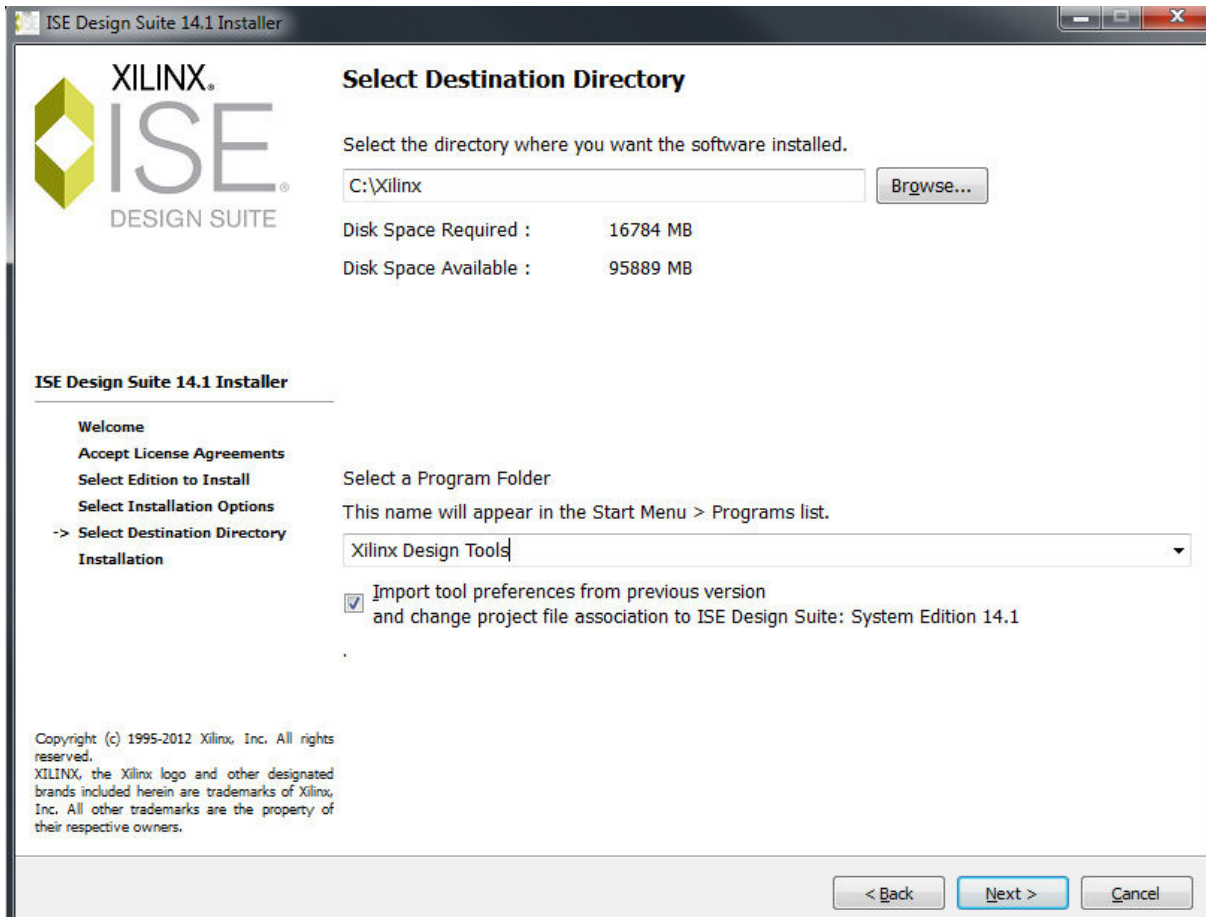 ISE Design Suite 14.1 Installer
XILINX®
ISE®
DESIGN SUITE
Select Destination Directory
Select the directory where you want the software installed.
C:\Xilinx
Browse...
Disk Space Required : 16784 MB
Disk Space Available : 95889 MB
ISE Design Suite 14.1 Installer
Welcome
Accept License Agreements
Select Edition to Install
Select Installation Options
-> Select Destination Directory
Installation
Select a Program Folder
This name will appear in the Start Menu > Programs list.
Xilinx Design Tools
Import tool preferences from previous version
and change project file association to ISE Design Suite: System Edition 14.1
.
Copyright (c) 1995-2012 Xilinx, Inc. All rights
reserved.
XILINX, the Xilinx logo and other designated
brands included herein are trademarks of Xilinx,
Inc. All other trademarks are the property of
their respective owners.
< Back
Next >
Cancel